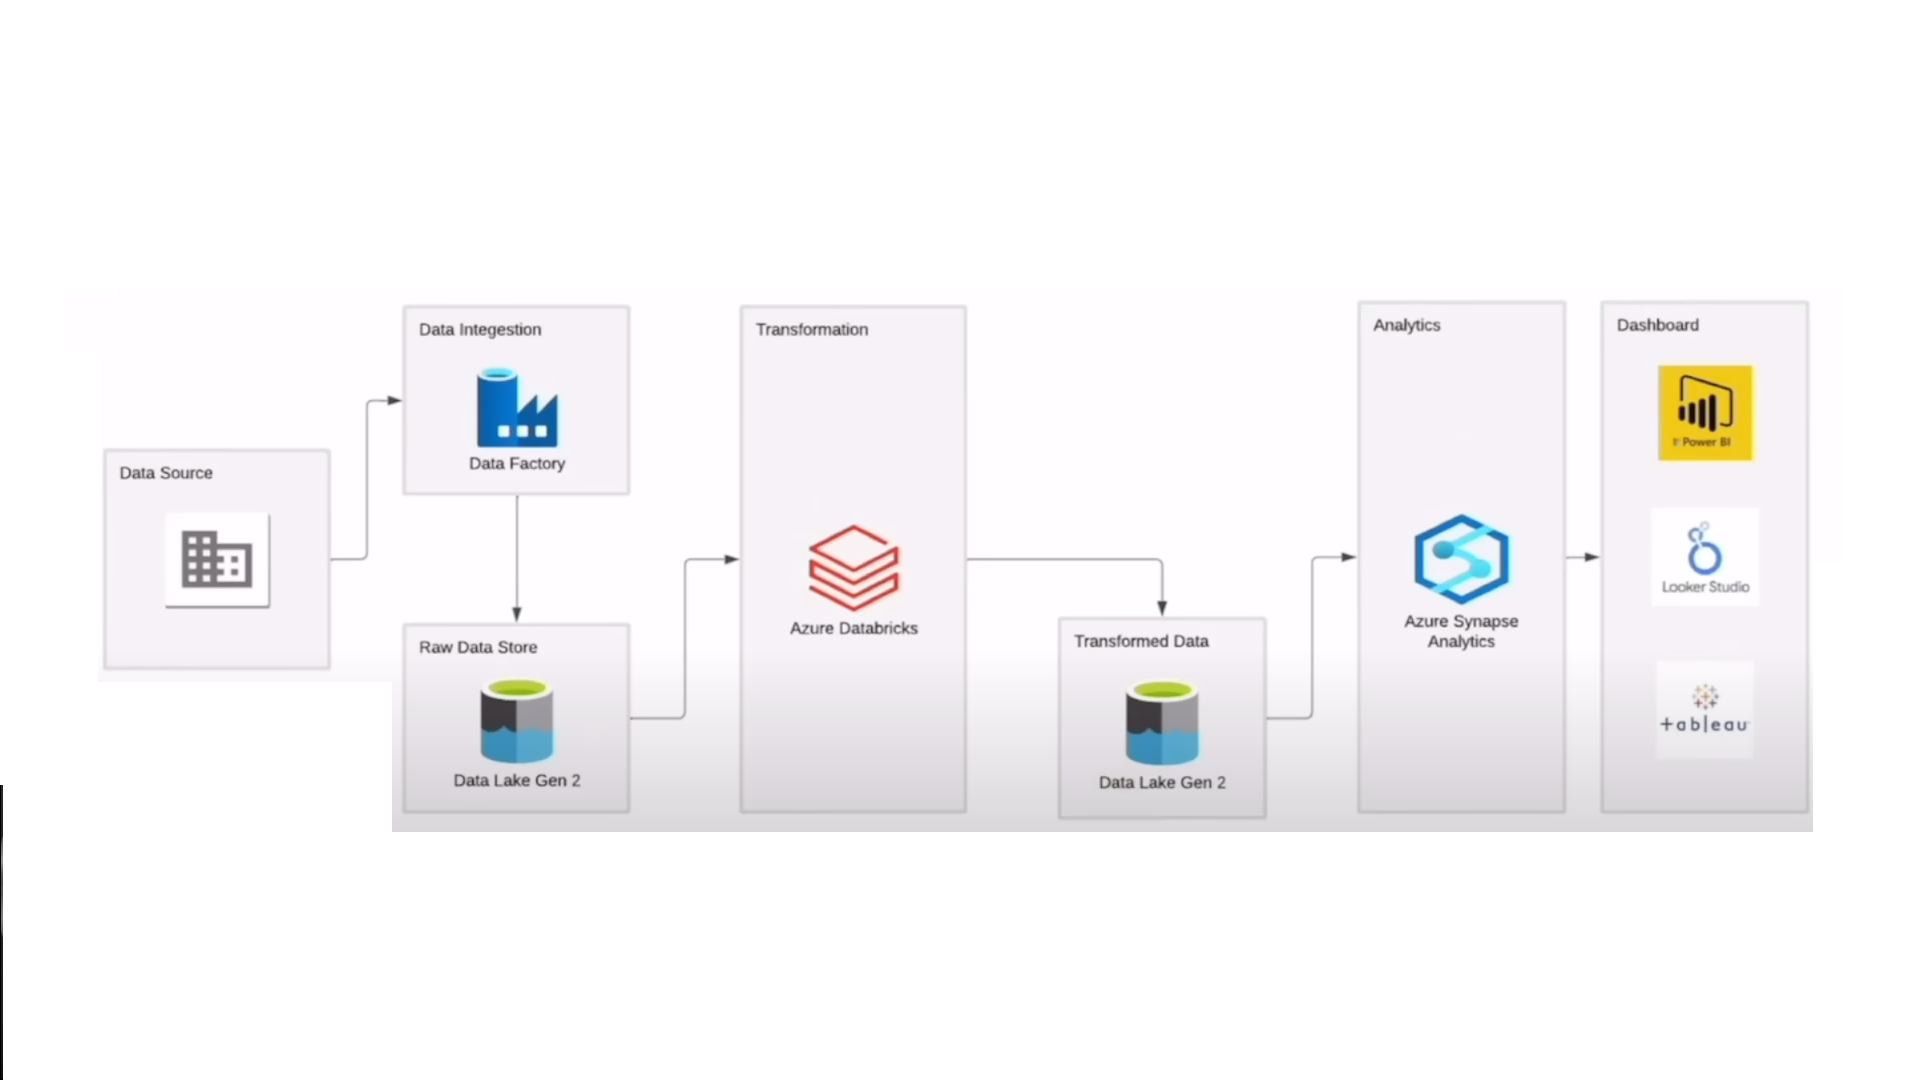 Data Source
Data Integestion
Data Factory
Raw Data Store
Data Lake Gen 2
Transformation
Azure Databricks
Transformed Data
Data Lake Gen 2
Analytics
Azure Synapse
Analytics
Dashboard
Power BI
Looker Studio
+ableau